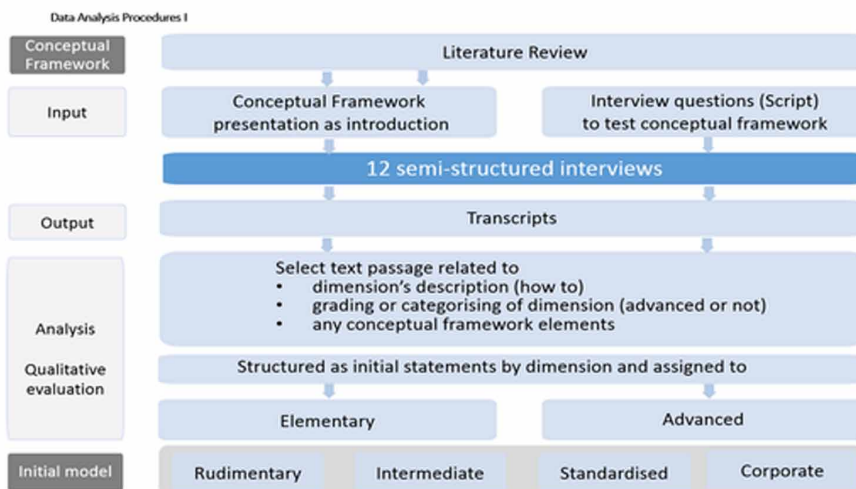 Data Analysis Procedures I
Conceptual
Framework
Literature Review
Input
Conceptual Framework
presentation as introduction
Interview questions (Script)
to test conceptual framework
12 semi-structured interviews
Output
Transcripts
Analysis
Qualitative
evaluation
Select text passage related to
• dimension's description (how to)
• grading or categorising of dimension (advanced or not)
• any conceptual framework elements
Structured as initial statements by dimension and assigned to
Elementary
Advanced
Initial model
Rudimentary
Intermediate
Standardised
Corporate